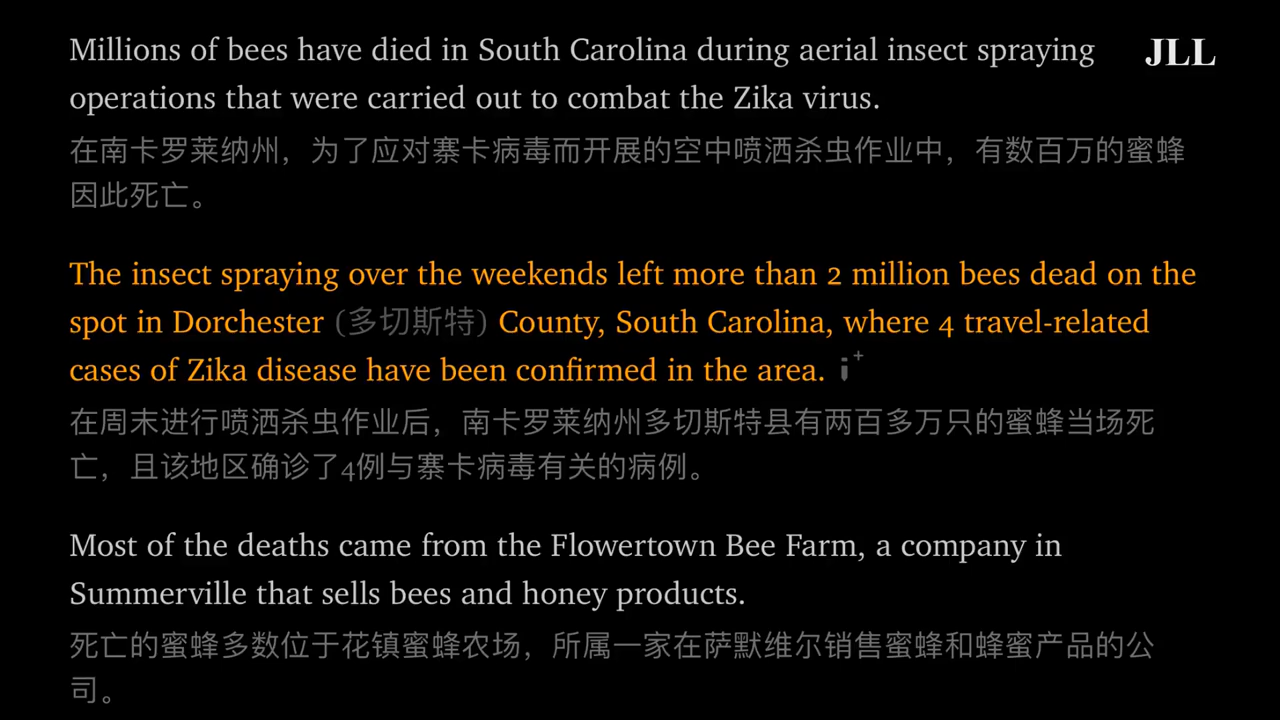 Millions of bees have died in South Carolina during aerial insect spraying
JLL
operations that were carried out to combat the Zika virus.
在南卡罗莱纳州，为了应对寨卡病毒而开展的空中喷洒杀虫作业中，有数百万的蜜蜂
因此死亡。
The insect spraying over the weekends left more than 2 million bees dead on the
spot in Dorchester (多切斯特) County, South Carolina, where 4 travel-related
cases of Zika disease have been confirmed in the area.
在周末进行喷洒杀虫作业后，南卡罗莱纳州多切斯特县有两百多万只的蜜蜂当场死
亡，且该地区确诊了4例与寨卡病毒有关的病例。
Most of the deaths came from the Flowertown Bee Farm, a company in
Summerville that sells bees and honey products.
死亡的蜜蜂多数位于花镇蜜蜂农场，所属一家在萨默维尔销售蜜蜂和蜂蜜产品的公
司。